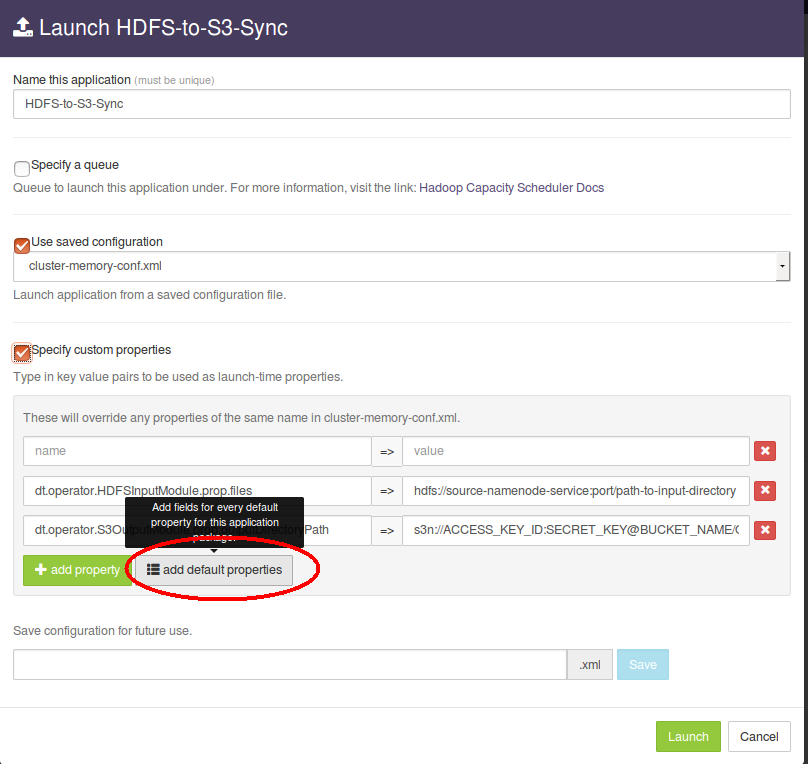 Launch HDFS-to-S3-Sync
Name this application (must be unique)
HDFS-to-S3-Sync
Specify a queue
Queue to launch this application under. For more information, visit the link: Hadoop Capacity Scheduler Docs
Use saved configuration
cluster-memory-conf.xml
Launch application from a saved configuration file.
Specify custom properties
Type in key value pairs to be used as launch-time properties.
These will override any properties of the same name in cluster-memory-conf.xml.
name => value
dt.operator.HDFSInputModule.prop.files => hdfs://source-namenode-service:port/path-to-input-directory
Add fields for every default
property for this application
package.
dt.operator.S3Ou Path => s3n://ACCESS_KEY_ID:SECRET_KEY@BUCKET_NAME/
add property add default properties
Save configuration for future use.
.xml Save
Launch Cancel